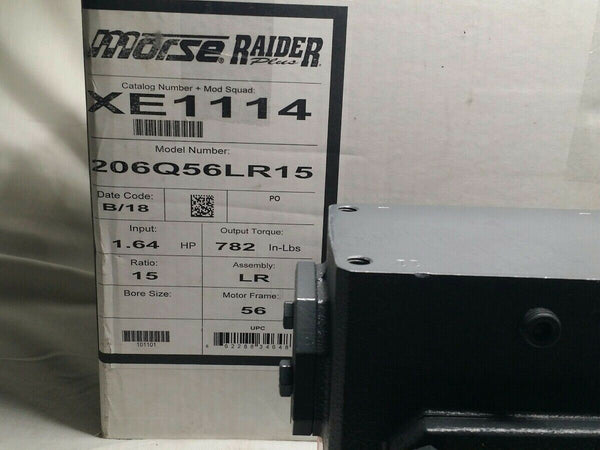 Morse® RAIDER®
Plus
Catalog Number + Mod Squad:
XE1114
Model Number:
206Q56LR15
Date Code:
B/18
PO
Input:
1.64 HP
Output Torque:
782 In-Lbs
Ratio:
15
Assembly:
LR
Bore Size:
Motor Frame:
56
101101
UPC